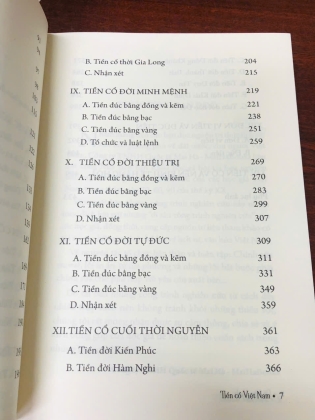 B. Tiền cổ thời Gia Long 204
C. Nhận xét 215
IX. TIỀN CỔ ĐỜI MINH MỆNH 219
A. Tiền đúc bằng đồng và kẽm 221
B. Tiền đúc bằng bạc 238
C. Tiền đúc bằng vàng 251
D. Tổ chức và luật lệnh 259
X. TIỀN CỔ ĐỜI THIỆU TRỊ 269
A. Tiền đúc bằng đồng và kẽm 270
B. Tiền đúc bằng bạc 283
C. Tiền đúc bằng vàng 299
D. Nhận xét 307
XI. TIỀN CỔ ĐỜI TỰ ĐỨC 309
A. Tiền đúc bằng đồng và kẽm 311
B. Tiền đúc bằng bạc 331
C. Tiền đúc bằng vàng 349
D. Nhận xét 359
XII. TIỀN CỔ CUỐI THỜI NGUYỄN 361
A. Tiền đời Kiến Phúc 363
B. Tiền đời Hàm Nghi 366
Tiền cổ Việt Nam • 7